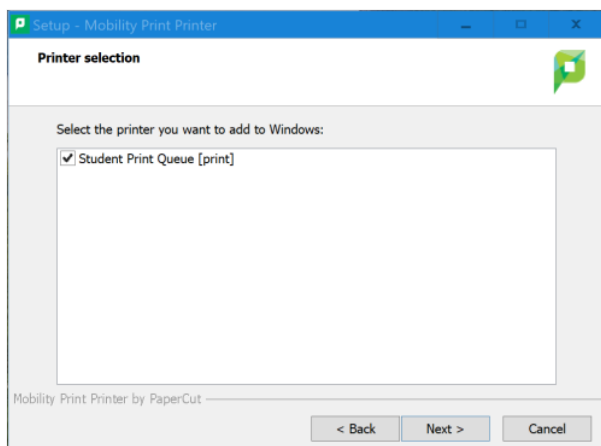 Setup - Mobility Print Printer
Printer selection
Select the printer you want to add to Windows:
Student Print Queue [print]
Mobility Print Printer by PaperCut
< Back Next > Cancel